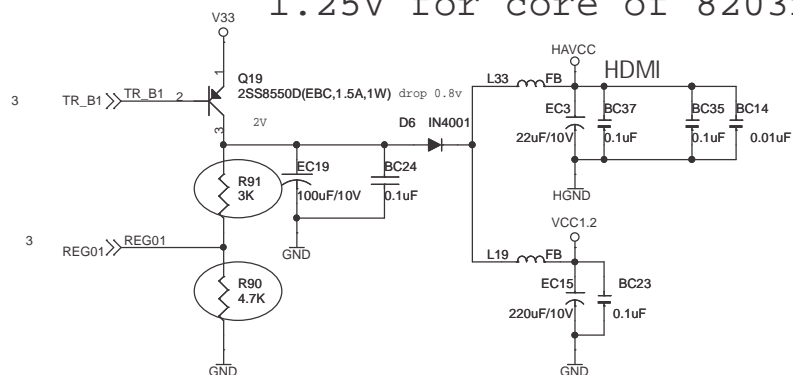 1.25V for core of 8203
V33
1
Q19
2SS8550D(EBC,1.5A,1W) drop 0.8v
3 TR_B1 TR_B1 2
3
2V
D6 IN4001
L33 FB
HAVCC
HDMI
EC3
22uF/10V
BC37
0.1uF
BC35
0.1uF
BC14
0.01uF
HGND
R91
3K
EC19
100uF/10V
BC24
0.1uF
GND
3 REG01 REG01
R90
4.7K
GND
VCC1.2
L19 FB
EC15
220uF/10V
BC23
0.1uF
GND